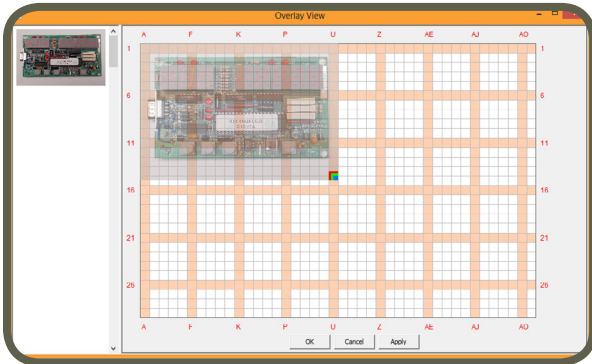 Overlay View
A F K P U Z AE AJ AO
1 1
6 6
11 11
16 16
21 21
26 26
A F K P U Z AE AJ AO
OK Cancel Apply